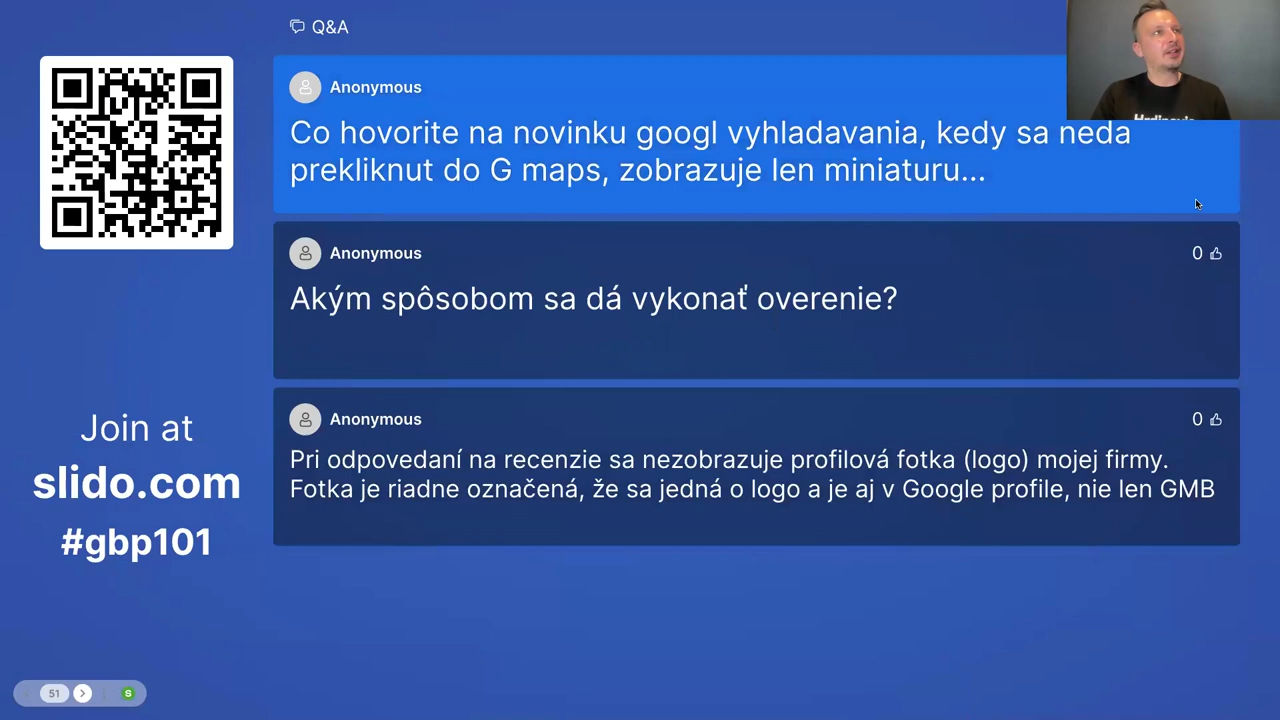 Q&A
Anonymous
Co hovorite na novinku googl vyhladavania, kedy sa neda
prekliknut do G maps, zobrazuje len miniaturu...
Anonymous
0
Akým spôsobom sa dá vykonať overenie?
Anonymous
0
Pri odpovedaní na recenzie sa nezobrazuje profilová fotka (logo) mojej firmy.
Fotka je riadne označená, že sa jedná o logo a je aj v Google profile, nie len GMB
Join at
slido.com
#gbp101
51
S